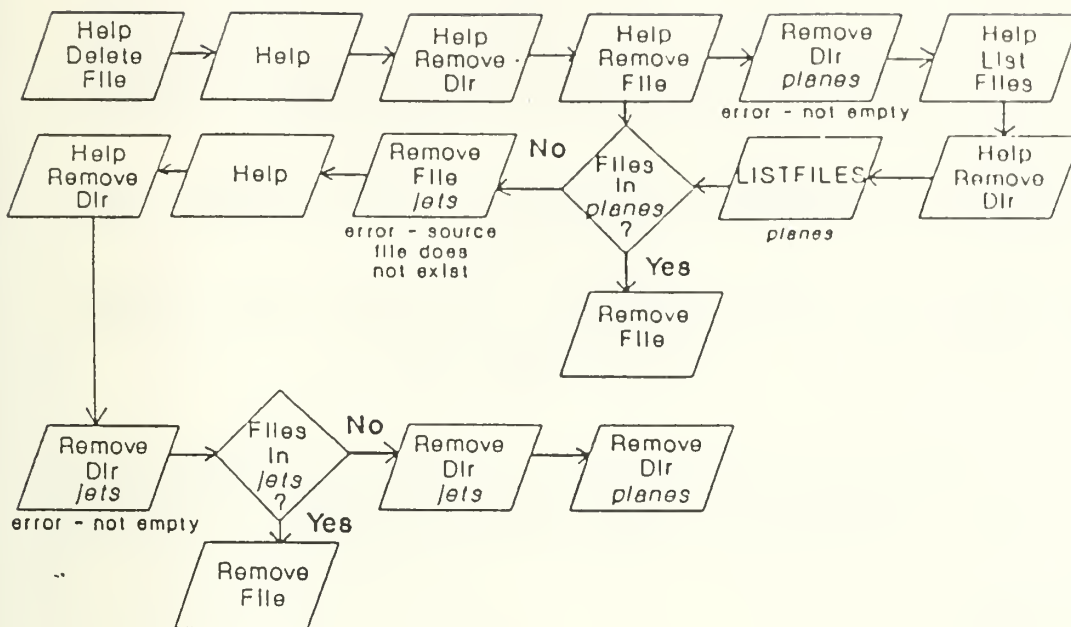 Help
Delete
File
Help
Help
Remove
Dir
Help
Remove
File
Remove
Dir
planes
error - not empty
Help
List
Files
Help
Remove
Dir
LISTFILES
planes
Files
in
planes
?
No
Yes
Remove
File
Remove
File
jets
error - source
file does
not exist
Help
Help
Remove
Dir
Remove
Dir
jets
error - not empty
Files
in
jets
?
No
Yes
Remove
File
Remove
Dir
jets
Remove
Dir
planes